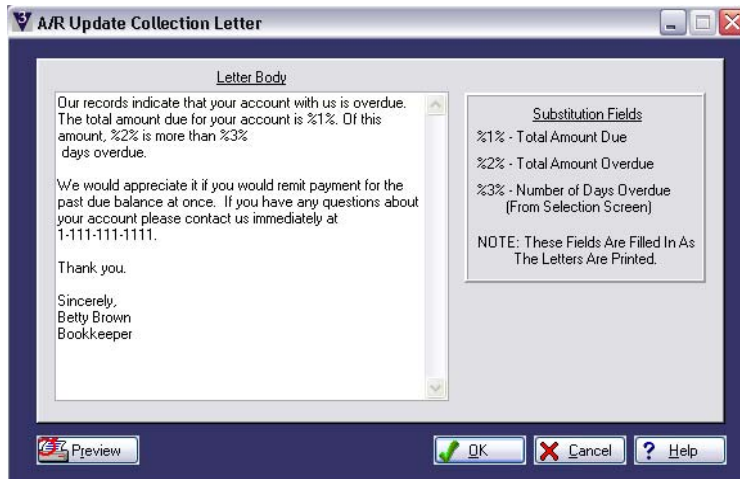 A/R Update Collection Letter
Letter Body
Our records indicate that your account with us is overdue.
The total amount due for your account is %1%. Of this
amount, %2% is more than %3%
days overdue.
We would appreciate it if you would remit payment for the
past due balance at once.  If you have any questions about
your account please contact us immediately at
1-111-111-1111.
Thank you.
Sincerely,
Betty Brown
Bookkeeper
Substitution Fields
%1% - Total Amount Due
%2% - Total Amount Overdue
%3% - Number of Days Overdue
(From Selection Screen)
NOTE: These Fields Are Filled In As
The Letters Are Printed.
Preview
OK
Cancel
? Help